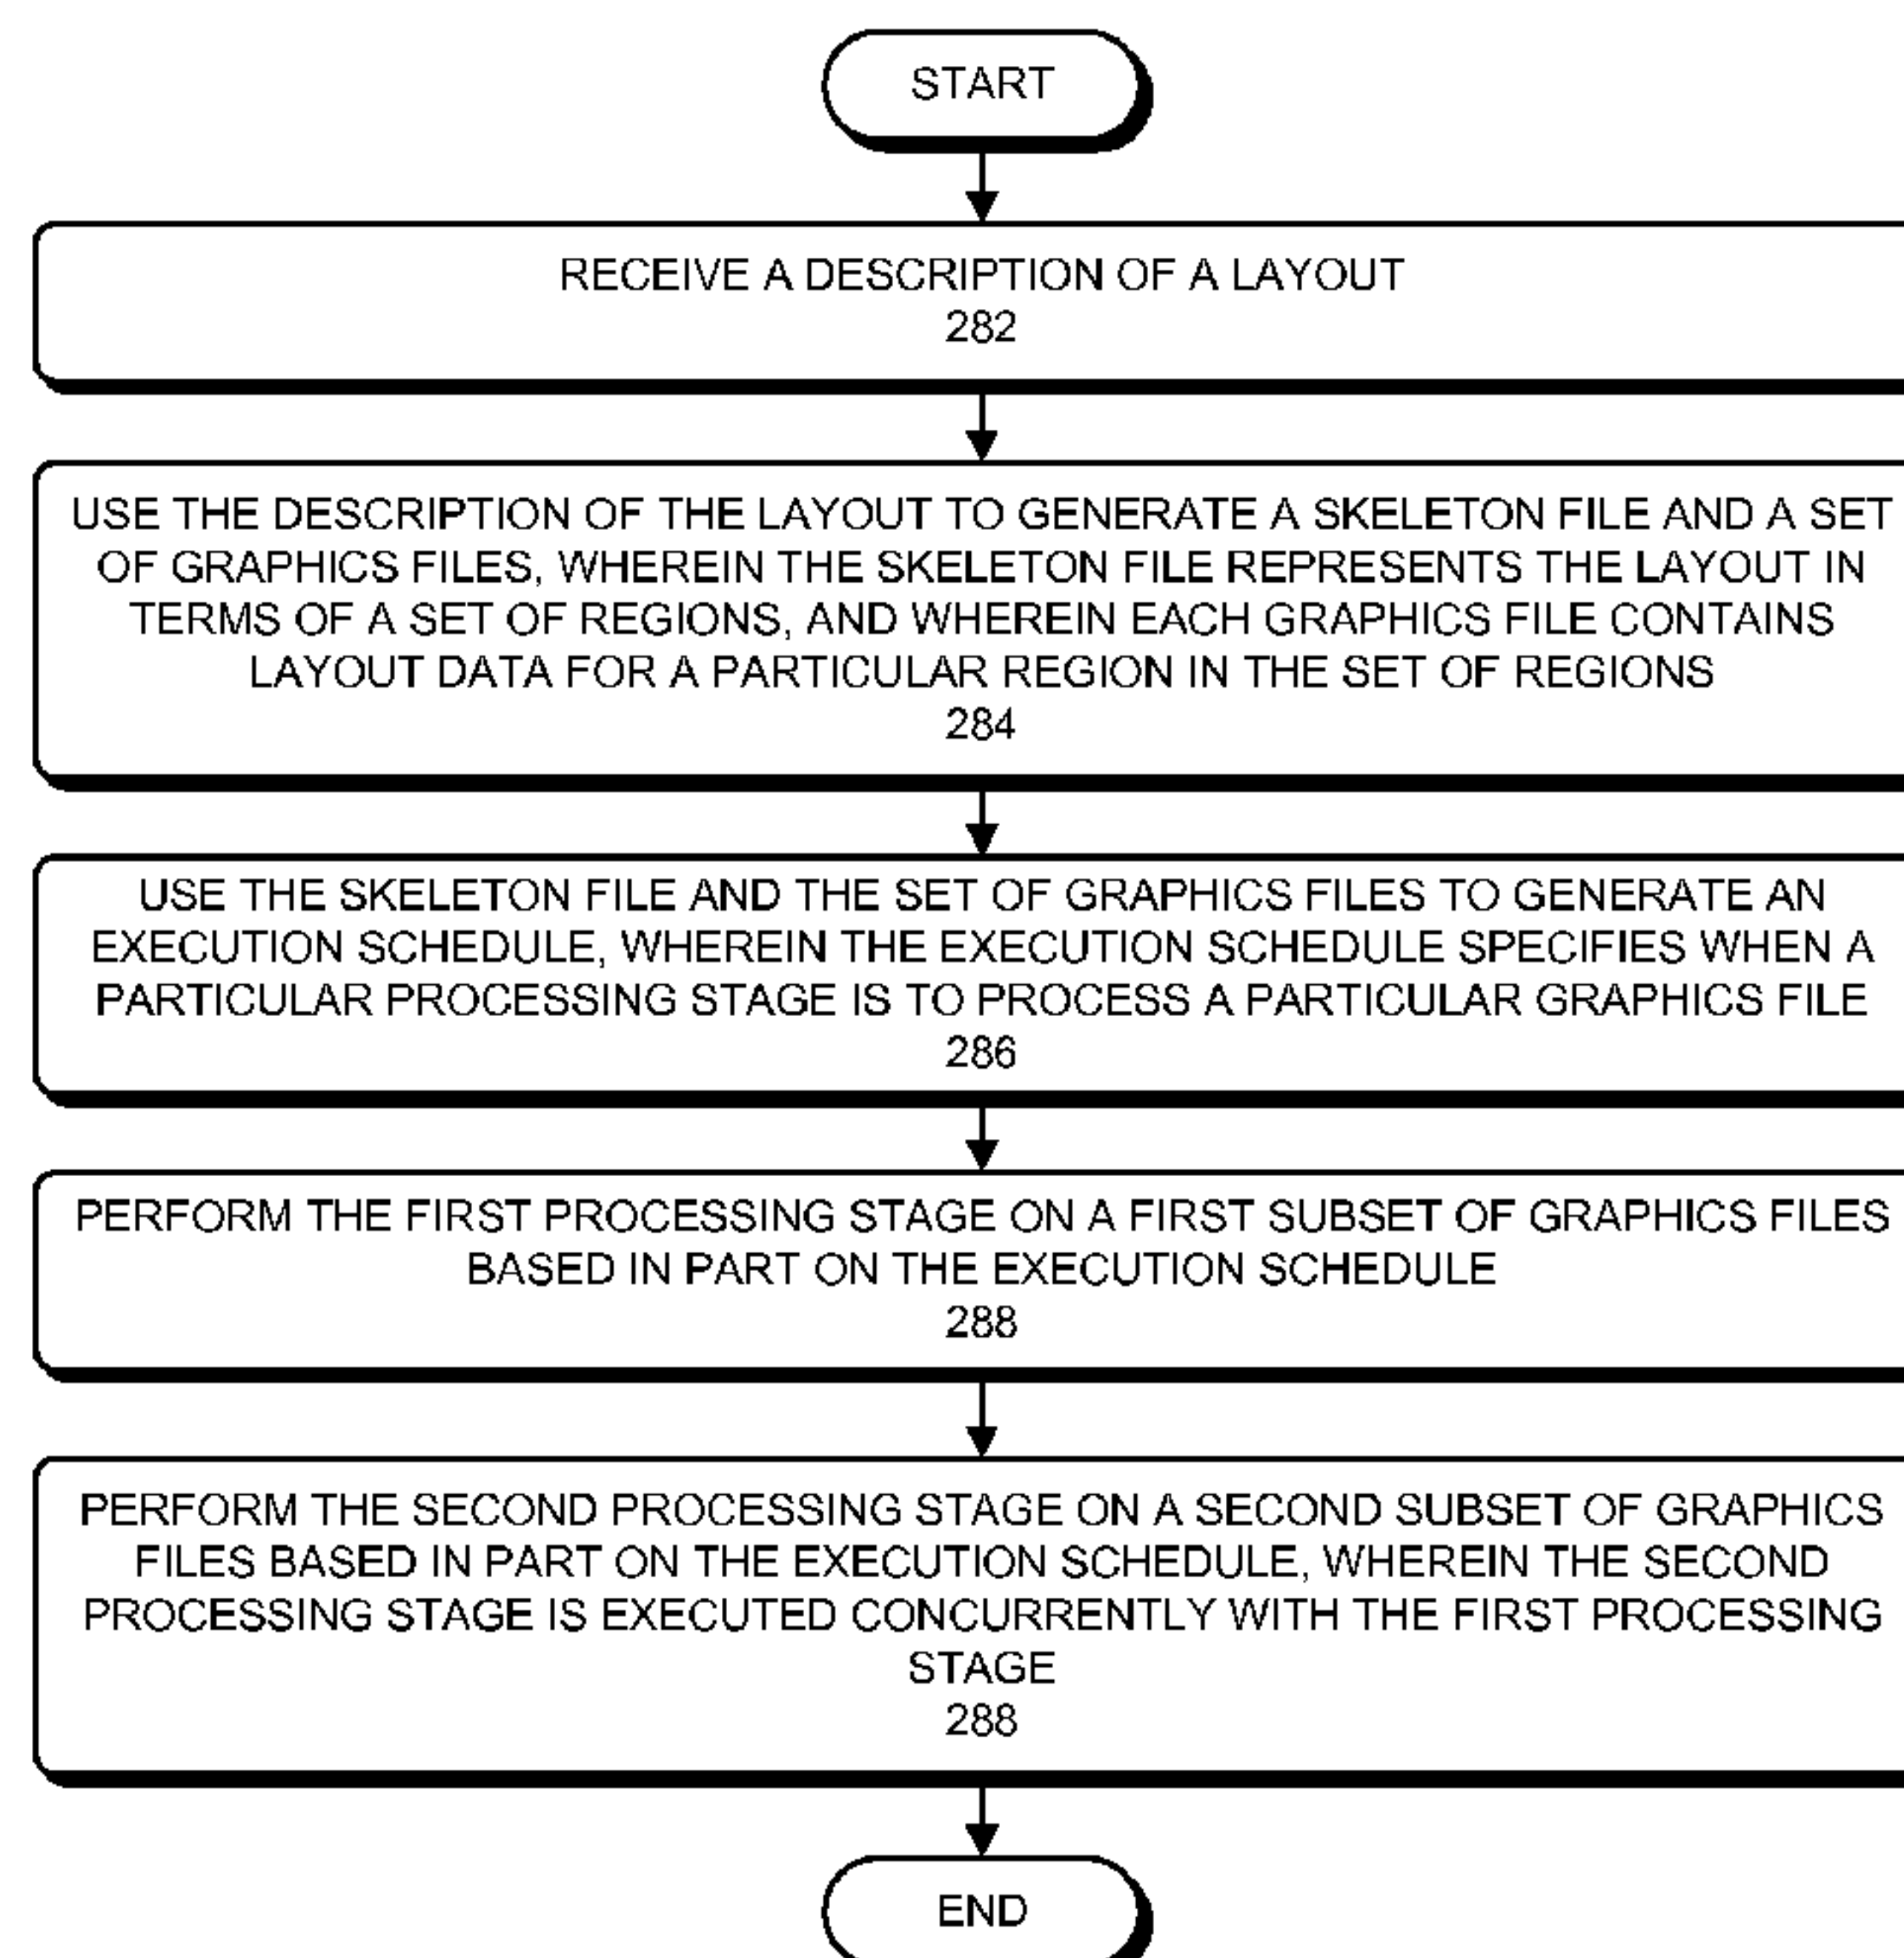 START
RECEIVE A DESCRIPTION OF A LAYOUT
282
USE THE DESCRIPTION OF THE LAYOUT TO GENERATE A SKELETON FILE AND A SET
OF GRAPHICS FILES, WHEREIN THE SKELETON FILE REPRESENTS THE LAYOUT IN
TERMS OF A SET OF REGIONS, AND WHEREIN EACH GRAPHICS FILE CONTAINS
LAYOUT DATA FOR A PARTICULAR REGION IN THE SET OF REGIONS
284
USE THE SKELETON FILE AND THE SET OF GRAPHICS FILES TO GENERATE AN
EXECUTION SCHEDULE, WHEREIN THE EXECUTION SCHEDULE SPECIFIES WHEN A
PARTICULAR PROCESSING STAGE IS TO PROCESS A PARTICULAR GRAPHICS FILE
286
PERFORM THE FIRST PROCESSING STAGE ON A FIRST SUBSET OF GRAPHICS FILES
BASED IN PART ON THE EXECUTION SCHEDULE
288
PERFORM THE SECOND PROCESSING STAGE ON A SECOND SUBSET OF GRAPHICS
FILES BASED IN PART ON THE EXECUTION SCHEDULE, WHEREIN THE SECOND
PROCESSING STAGE IS EXECUTED CONCURRENTLY WITH THE FIRST PROCESSING
STAGE
288
END